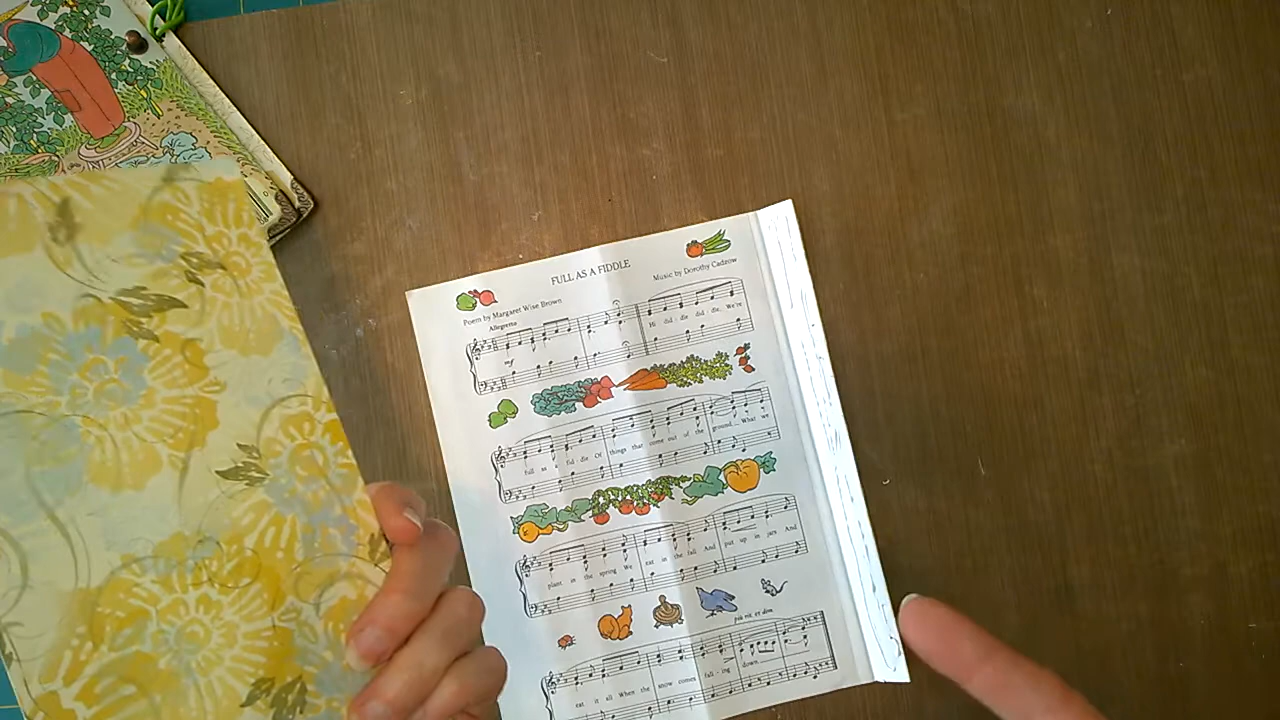 FULL AS A FIDDLE
Poem by Margaret Wise Brown
Music by Dorothy Cadzow
Allegretto
mf
Hi did - dle did - dle, We're
full as a fid - dle Of things that come out of the ground. What we
plant in the spring We eat in the fall And put up in jars And
eat it all When the snow comes fall - ing down.